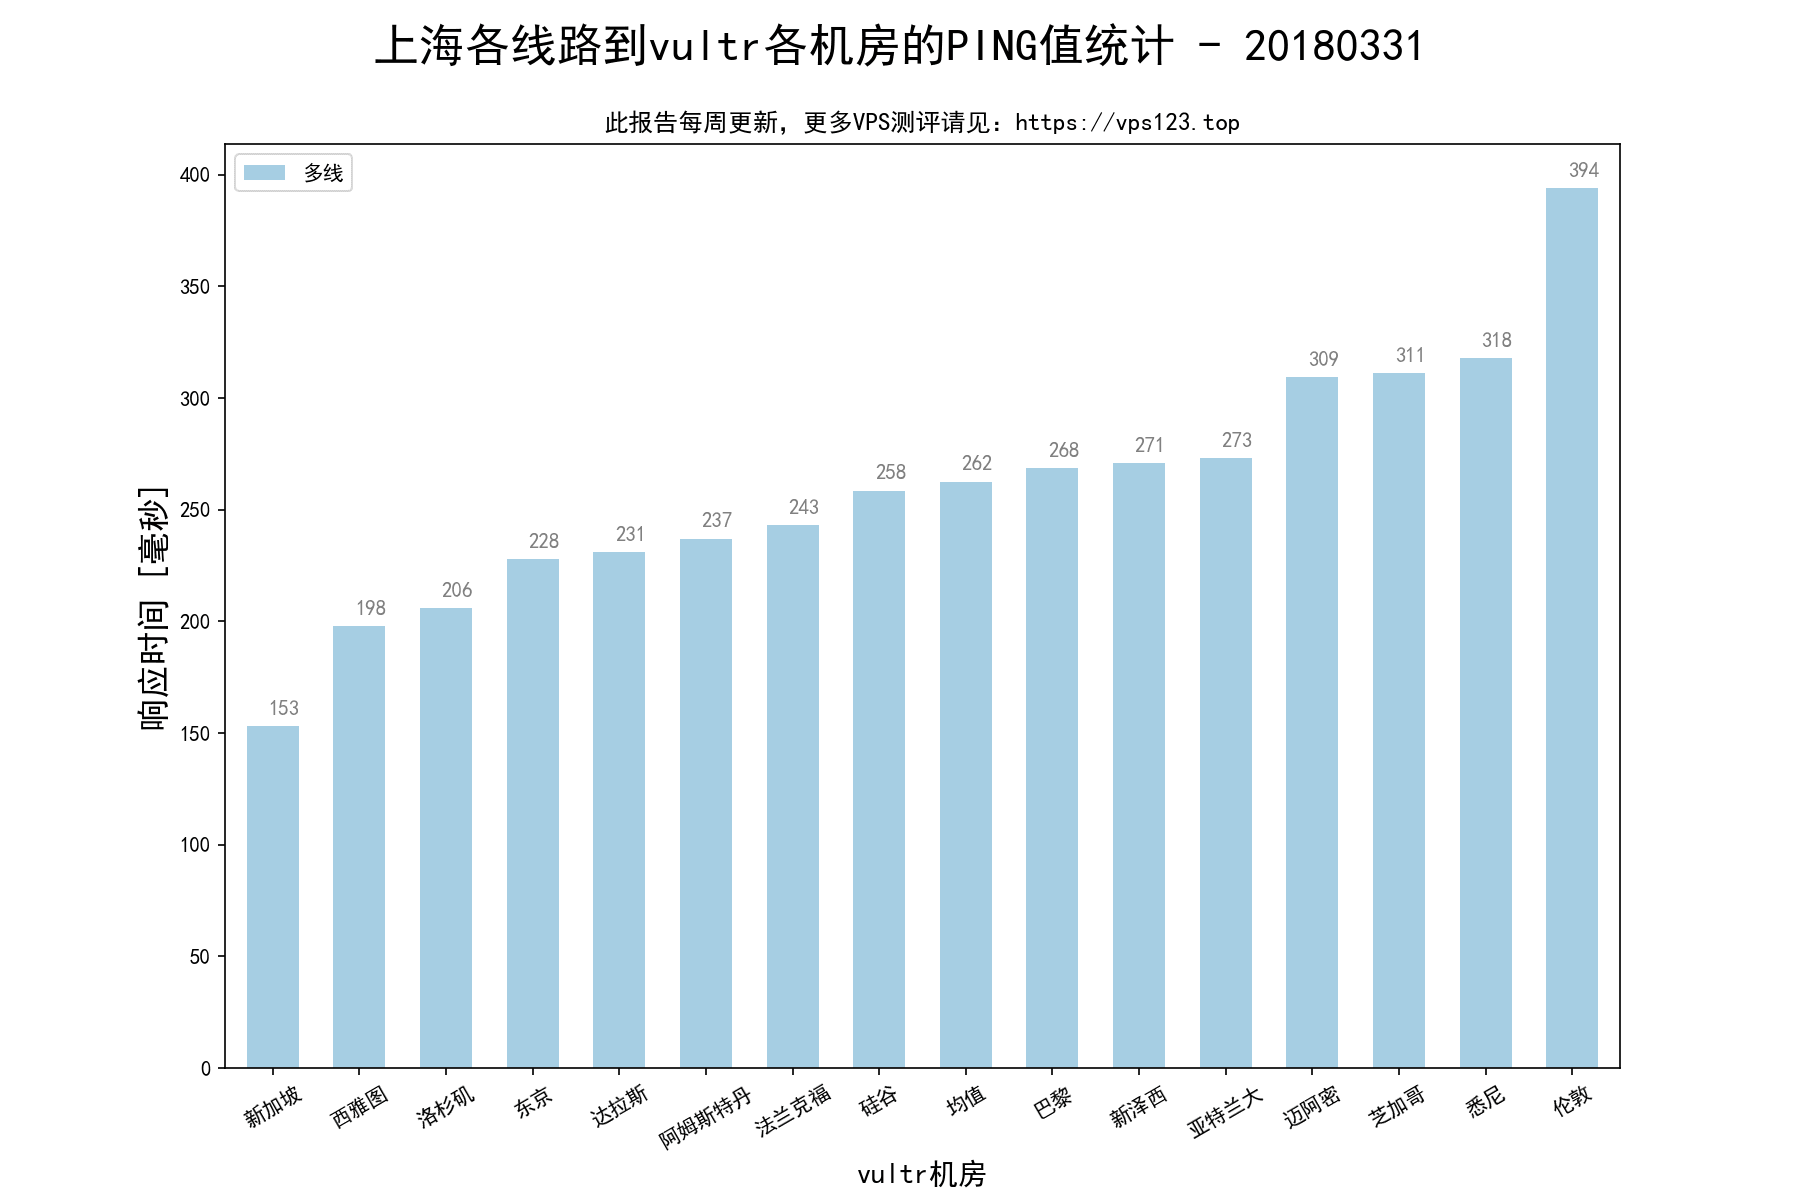 上海各线路到vultr各机房的PING值统计 - 20180331
此报告每周更新，更多VPS测评请见：https://vps123.top
多线
响应时间 [毫秒]
400
350
300
250
200
150
100
50
0
153
198
206
228
231
237
243
258
262
268
271
273
309
311
318
394
新加坡
西雅图
洛杉矶
东京
达拉斯
阿姆斯特丹
法兰克福
硅谷
均值
巴黎
新泽西
亚特兰大
迈阿密
芝加哥
悉尼
伦敦
vultr机房